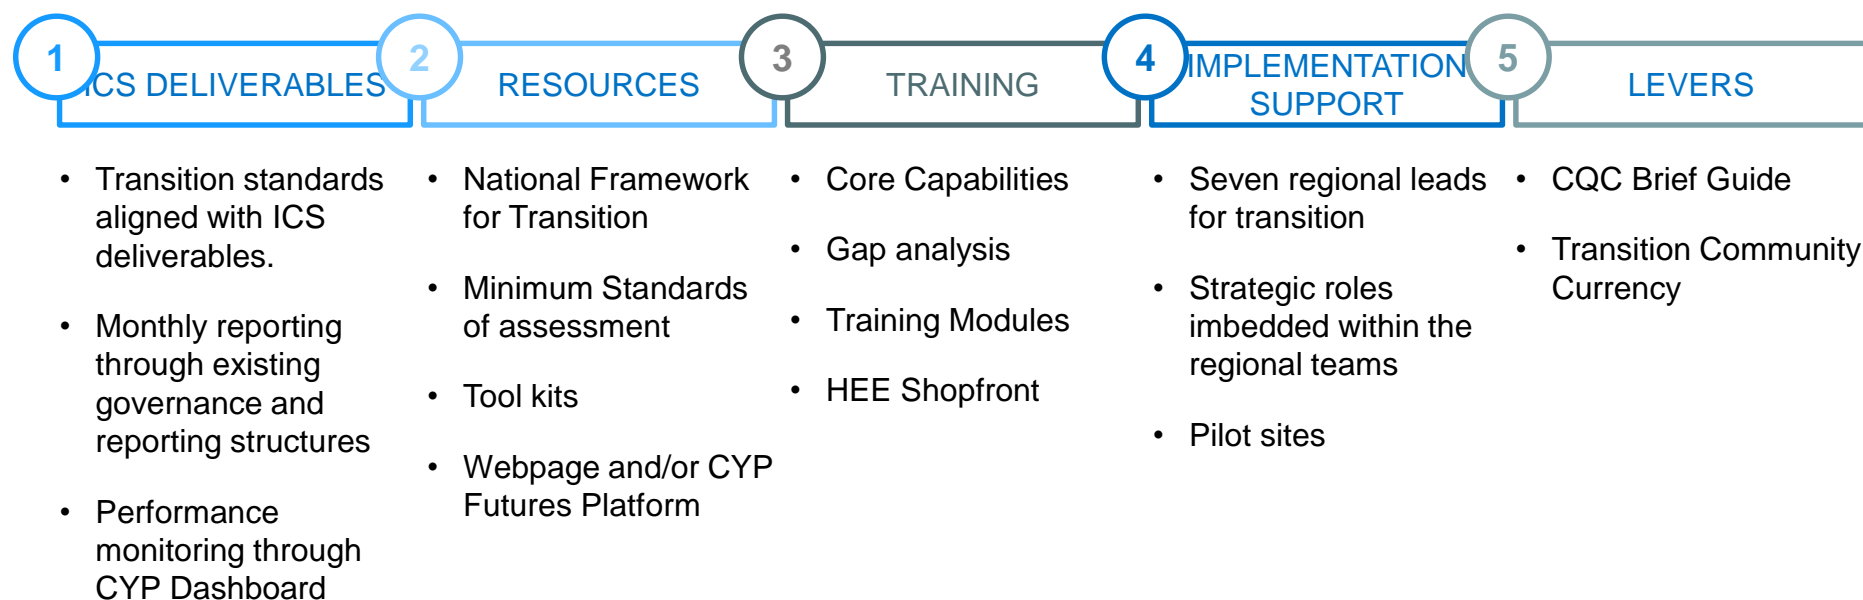 1
ICS DELIVERABLES
• Transition standards
aligned with ICS
deliverables.
• Monthly reporting
through existing
governance and
reporting structures
• Performance
monitoring through
CYP Dashboard
2
RESOURCES
• National Framework
for Transition
• Minimum Standards
of assessment
• Tool kits
• Webpage and/or CYP
Futures Platform
3
TRAINING
• Core Capabilities
• Gap analysis
• Training Modules
• HEE Shopfront
4
IMPLEMENTATION
SUPPORT
• Seven regional leads
for transition
• Strategic roles
imbedded within the
regional teams
• Pilot sites
5
LEVERS
• CQC Brief Guide
• Transition Community
Currency